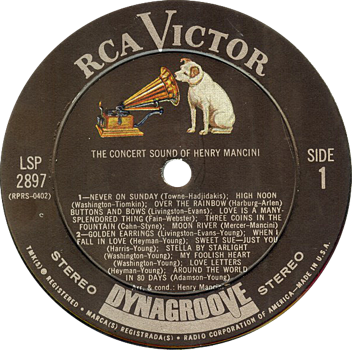 RCA VICTOR
THE CONCERT SOUND OF HENRY MANCINI
LSP
2897
(RPRS-0402)
SIDE
1
1—NEVER ON SUNDAY (Towne-Hadjidakis); HIGH NOON
(Washington-Tiomkin); OVER THE RAINBOW (Harburg-Arlen)
BUTTONS AND BOWS (Livingston-Evans); LOVE IS A MANY-
SPLENDORED THING (Fain-Webster); THREE COINS IN THE
FOUNTAIN (Cahn-Styne); MOON RIVER (Mercer-Mancini)
2—GOLDEN EARRINGS (Livingston-Evans-Young); WHEN I
FALL IN LOVE (Heyman-Young); SWEET SUE—JUST YOU
(Harris-Young); STELLA BY STARLIGHT
(Washington-Young); MY FOOLISH HEART
(Washington-Young); LOVE LETTERS
(Heyman-Young); AROUND THE WORLD
IN 80 DAYS (Adamson-Young)
Arr. & cond.: Henry
STEREO
DYNAGROOVE
STEREO
TMK(S) ® REGISTERED • MARCA(S) REGISTRADA(S) • RADIO CORPORATION OF AMERICA—MADE IN U.S.A.